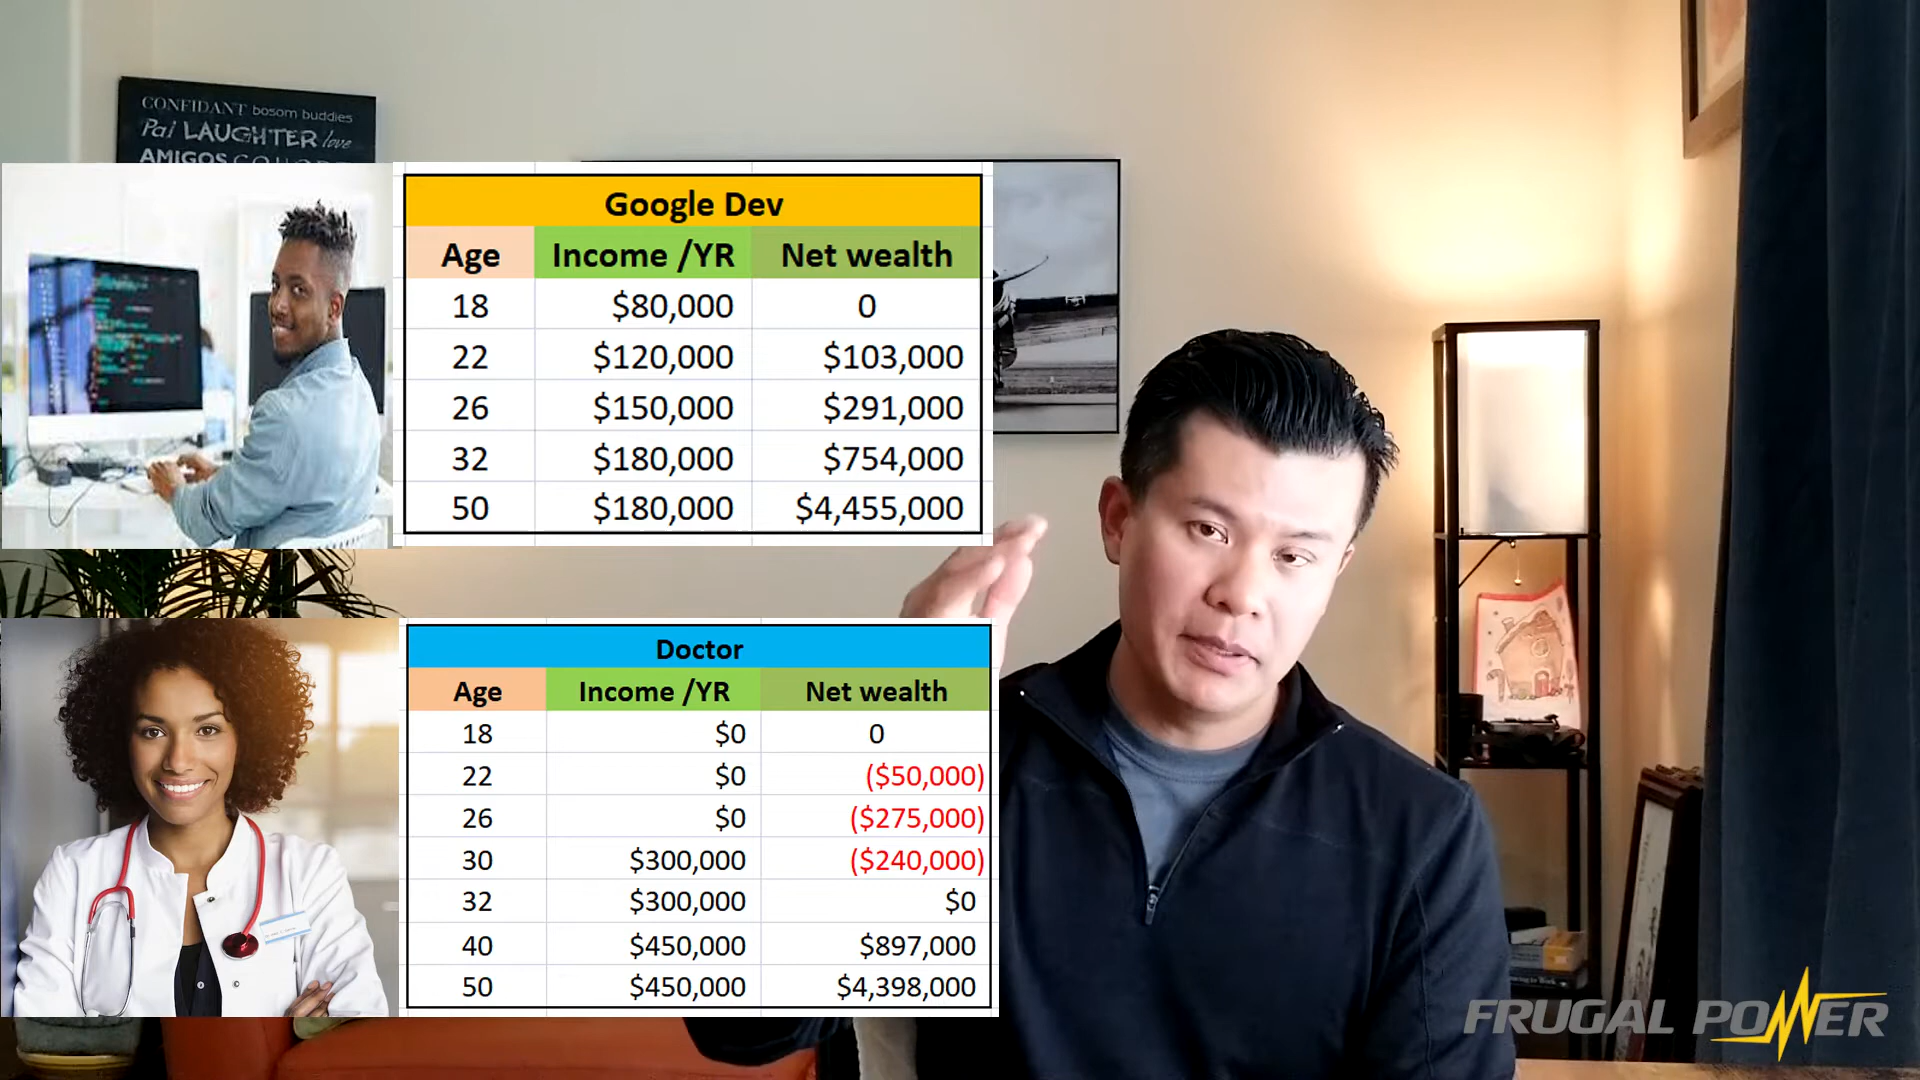 CONFIDANT bosom buddies
Pal LAUGHTER love
AMIGOS
Google Dev
Age Income /YR Net wealth
18 $80,000 0
22 $120,000 $103,000
26 $150,000 $291,000
32 $180,000 $754,000
50 $180,000 $4,455,000
Doctor
Age Income /YR Net wealth
18 $0 0
22 $0 ($50,000)
26 $0 ($275,000)
30 $300,000 ($240,000)
32 $300,000 $0
40 $450,000 $897,000
50 $450,000 $4,398,000
FRUGAL POWER